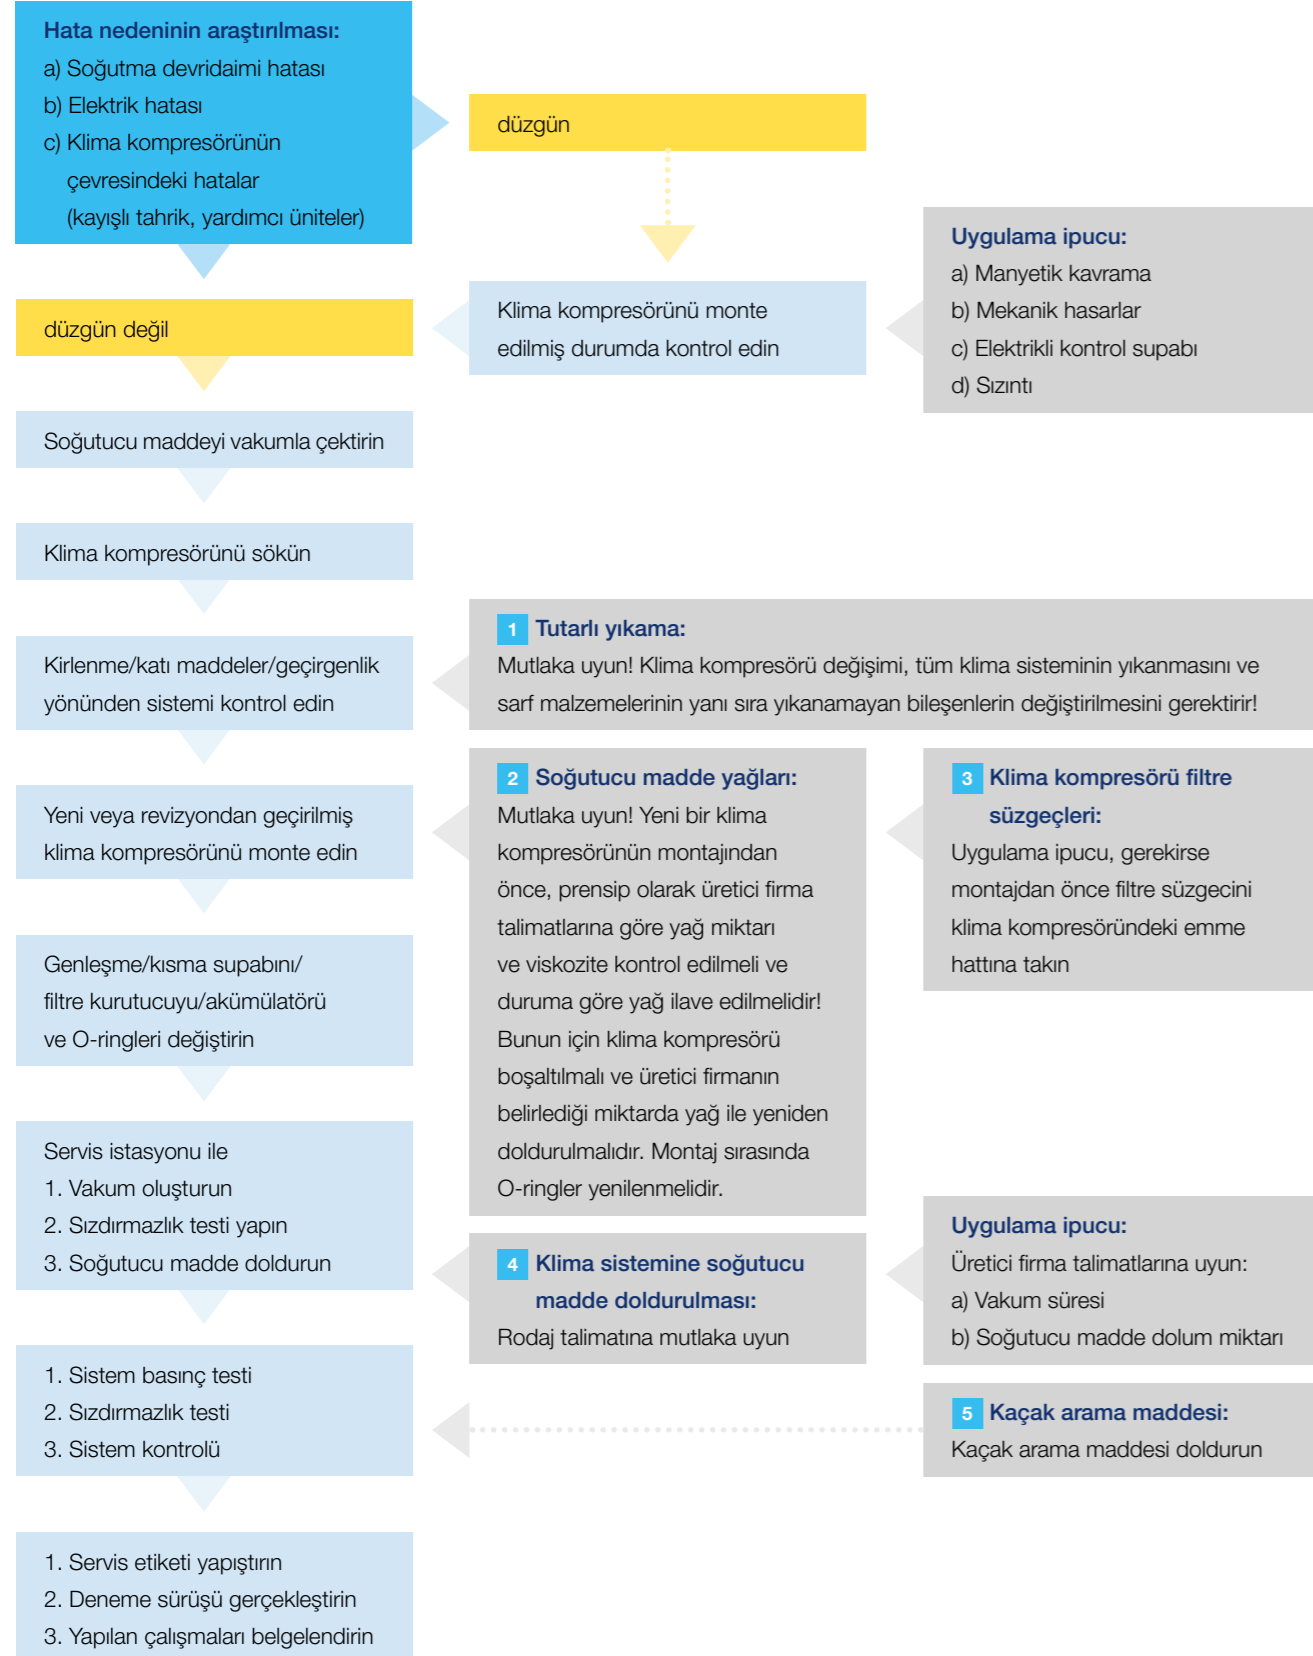 Hata nedeninin araştırılması:
a) Soğutma devridaimi hatası
b) Elektrik hatası
c) Klima kompresörünün
çevresindeki hatalar
(kayışlı tahrik, yardımcı üniteler)
düzgün
Uygulama ipucu:
a) Manyetik kavrama
b) Mekanik hasarlar
c) Elektrikli kontrol supabı
d) Sızıntı
Klima kompresörünü monte
edilmiş durumda kontrol edin
düzgün değil
Soğutucu maddeyi vakumla çektirin
Klima kompresörünü sökün
Kirlenme/katı maddeler/geçirgenlik
yönünden sistemi kontrol edin
1 Tutarlı yıkama:
Mutlaka uyun! Klima kompresörü değişimi, tüm klima sisteminin yıkanmasını ve
sarf malzemelerinin yanı sıra yıkanamayan bileşenlerin değiştirilmesini gerektirir!
Yeni veya revizyondan geçirilmiş
klima kompresörünü monte edin
2 Soğutucu madde yağları:
Mutlaka uyun! Yeni bir klima
kompresörünün montajından
önce, prensip olarak üretici firma
talimatlarına göre yağ miktarı
ve viskozite kontrol edilmeli ve
duruma göre yağ ilave edilmelidir!
Bunun için klima kompresörü
boşaltılmalı ve üretici firmanın
belirlediği miktarda yağ ile yeniden
doldurulmalıdır. Montaj sırasında
O-ringler yenilenmelidir.
3 Klima kompresörü filtre
süzgeçleri:
Uygulama ipucu, gerekirse
montajdan önce filtre süzgecini
klima kompresöründeki emme
hattına takın
Genleşme/kısma supabını/
filtre kurutucuyu/akümülatörü
ve O-ringleri değiştirin
Servis istasyonu ile
1. Vakum oluşturun
2. Sızdırmazlık testi yapın
3. Soğutucu madde doldurun
4 Klima sistemine soğutucu
madde doldurulması:
Rodaj talimatına mutlaka uyun
Uygulama ipucu:
Üretici firma talimatlarına uyun:
a) Vakum süresi
b) Soğutucu madde dolum miktarı
1. Sistem basınç testi
2. Sızdırmazlık testi
3. Sistem kontrolü
5 Kaçak arama maddesi:
Kaçak arama maddesi doldurun
1. Servis etiketi yapıştırın
2. Deneme sürüşü gerçekleştirin
3. Yapılan çalışmaları belgelendirin